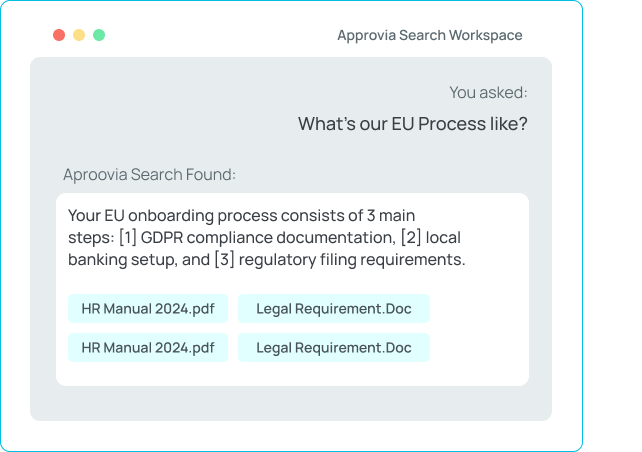 Approvia Search Workspace
You asked:
What's our EU Process like?
Aproovia Search Found:
Your EU onboarding process consists of 3 main
steps: [1] GDPR compliance documentation, [2] local
banking setup, and [3] regulatory filing requirements.
HR Manual 2024.pdf Legal Requirement.Doc
HR Manual 2024.pdf Legal Requirement.Doc